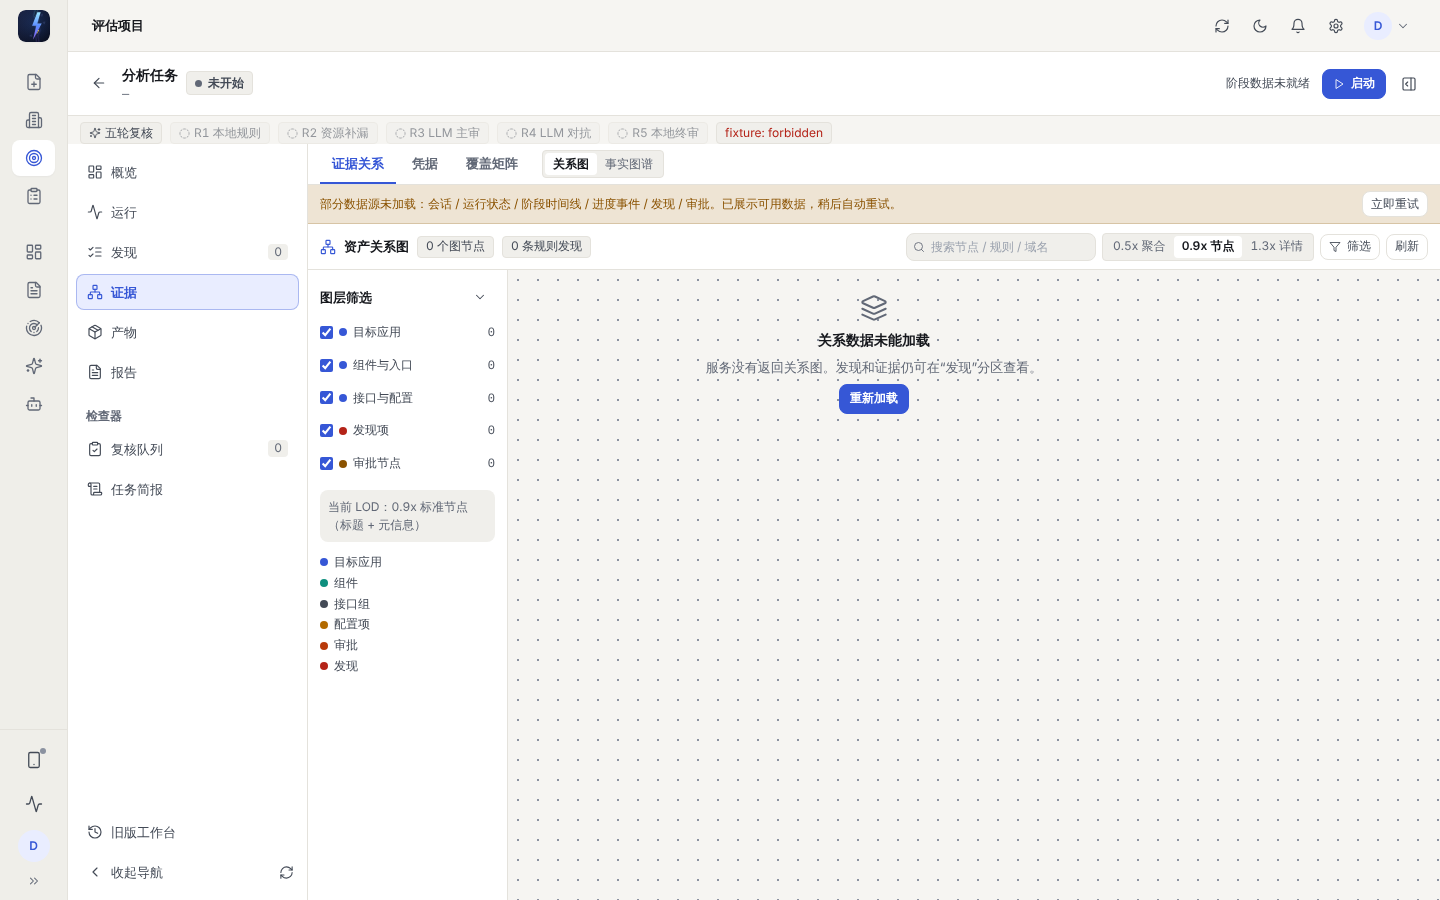 评估项目
D
分析任务
—
未开始
阶段数据未就绪
启动
五轮复核
R1 本地规则
R2 资源补漏
R3 LLM 主审
R4 LLM 对抗
R5 本地终审
fixture: forbidden
概览
运行
发现
0
证据
产物
报告
检查器
复核队列
0
任务简报
旧版工作台
收起导航
D
证据关系
凭据
覆盖矩阵
关系图
事实图谱
部分数据源未加载：会话 / 运行状态 / 阶段时间线 / 进度事件 / 发现 / 审批。已展示可用数据，稍后自动重试。
立即重试
资产关系图
0 个图节点
0 条规则发现
搜索节点 / 规则 / 域名
0.5x 聚合
0.9x 节点
1.3x 详情
筛选
刷新
图层筛选
目标应用 0
组件与入口 0
接口与配置 0
发现项 0
审批节点 0
当前 LOD：0.9x 标准节点
（标题 + 元信息）
目标应用
组件
接口组
配置项
审批
发现
关系数据未能加载
服务没有返回关系图。发现和证据仍可在“发现”分区查看。
重新加载